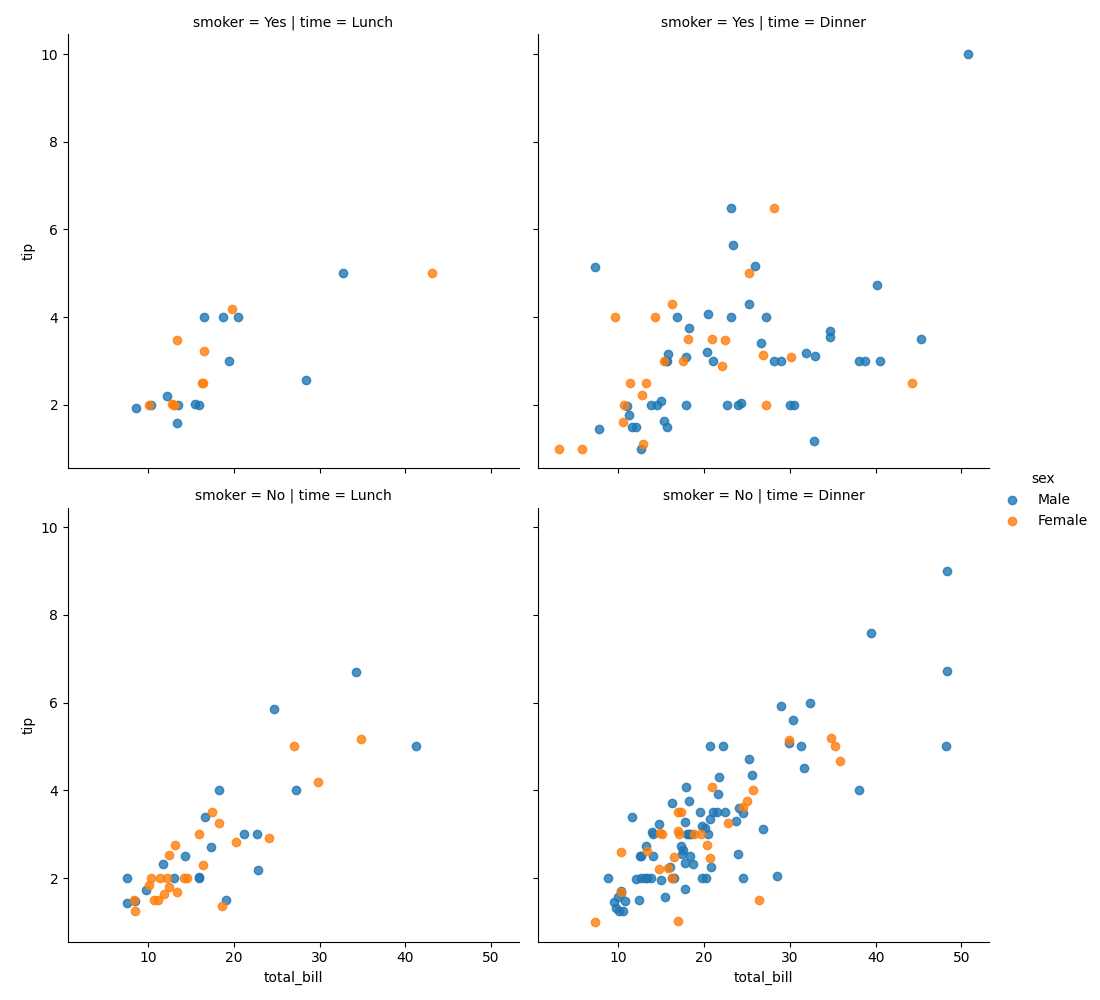 smoker = Yes | time = Lunch
smoker = Yes | time = Dinner
10
8
6
4
2
tip
smoker = No | time = Lunch
smoker = No | time = Dinner
sex
Male
Female
10
8
6
4
2
tip
10 20 30 40 50
10 20 30 40 50
total_bill
total_bill